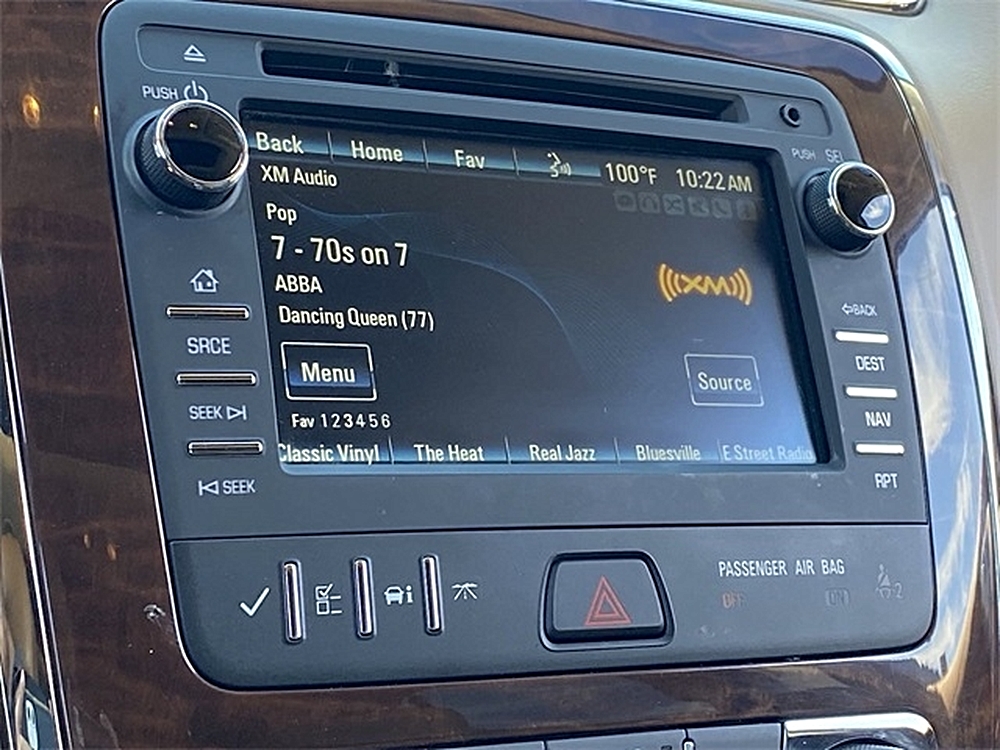 PUSH
PUSH SEL
Back Home Fav 100°F 10:22 AM
XM Audio
Pop
7 - 70s on 7
ABBA
Dancing Queen (77)
((XM))
Menu
Source
Fav 1 2 3 4 5 6
Classic Vinyl The Heat Real Jazz Bluesville E Street Radio
SRCE
SEEK
SEEK
BACK
DEST
NAV
RPT
PASSENGER AIR BAG
OFF ON
2